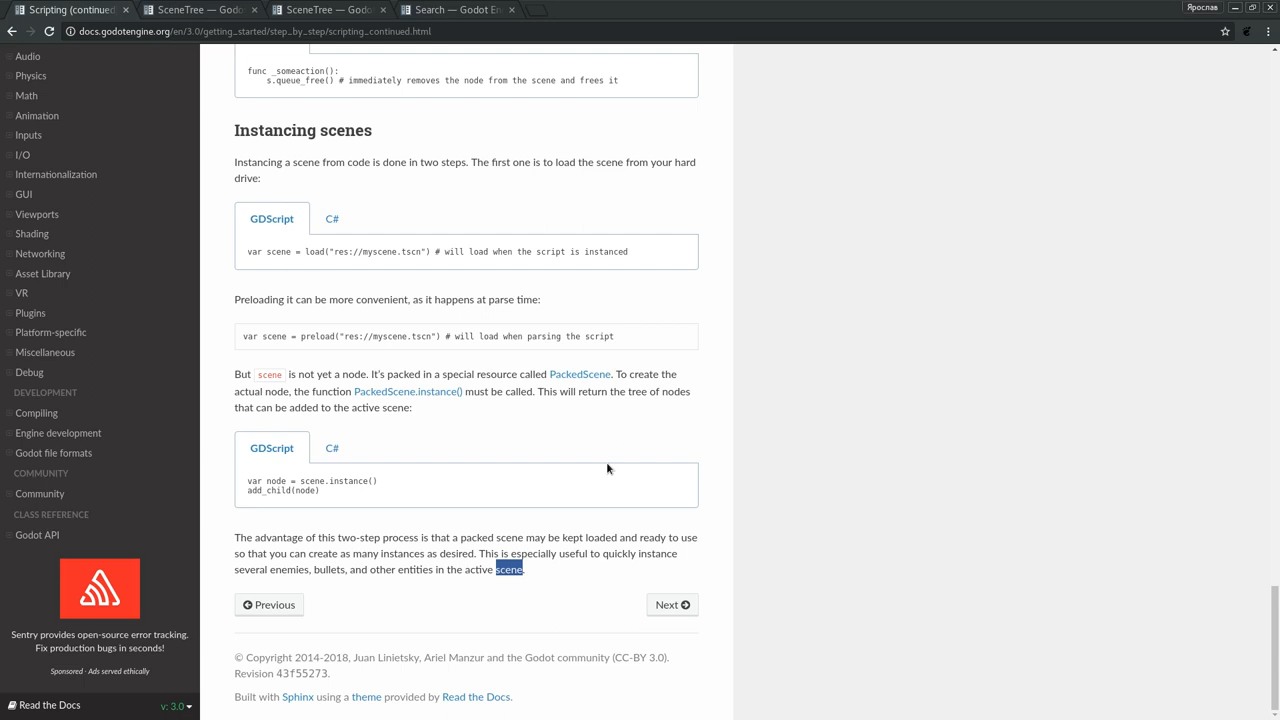 Scripting (continued
SceneTree — Godo
SceneTree — Godo
Search — Godot En
Ярослав
docs.godotengine.org/en/3.0/getting_started/step_by_step/scripting_continued.html
Audio
Physics
Math
Animation
Inputs
I/O
Internationalization
GUI
Viewports
Shading
Networking
Asset Library
VR
Plugins
Platform-specific
Miscellaneous
Debug
DEVELOPMENT
Compiling
Engine development
Godot file formats
COMMUNITY
Community
CLASS REFERENCE
Godot API
Sentry provides open-source error tracking.
Fix production bugs in seconds!
Sponsored · Ads served ethically
Read the Docs
v: 3.0
func _someaction():
    s.queue_free() # immediately removes the node from the scene and frees it
Instancing scenes
Instancing a scene from code is done in two steps. The first one is to load the scene from your hard
drive:
GDScript C#
var scene = load("res://myscene.tscn") # will load when the script is instanced
Preloading it can be more convenient, as it happens at parse time:
var scene = preload("res://myscene.tscn") # will load when parsing the script
But scene is not yet a node. It's packed in a special resource called PackedScene. To create the
actual node, the function PackedScene.instance() must be called. This will return the tree of nodes
that can be added to the active scene:
GDScript C#
var node = scene.instance()
add_child(node)
The advantage of this two-step process is that a packed scene may be kept loaded and ready to use
so that you can create as many instances as desired. This is especially useful to quickly instance
several enemies, bullets, and other entities in the active scene.
Previous
Next
© Copyright 2014-2018, Juan Linietsky, Ariel Manzur and the Godot community (CC-BY 3.0).
Revision 43f55273.
Built with Sphinx using a theme provided by Read the Docs.